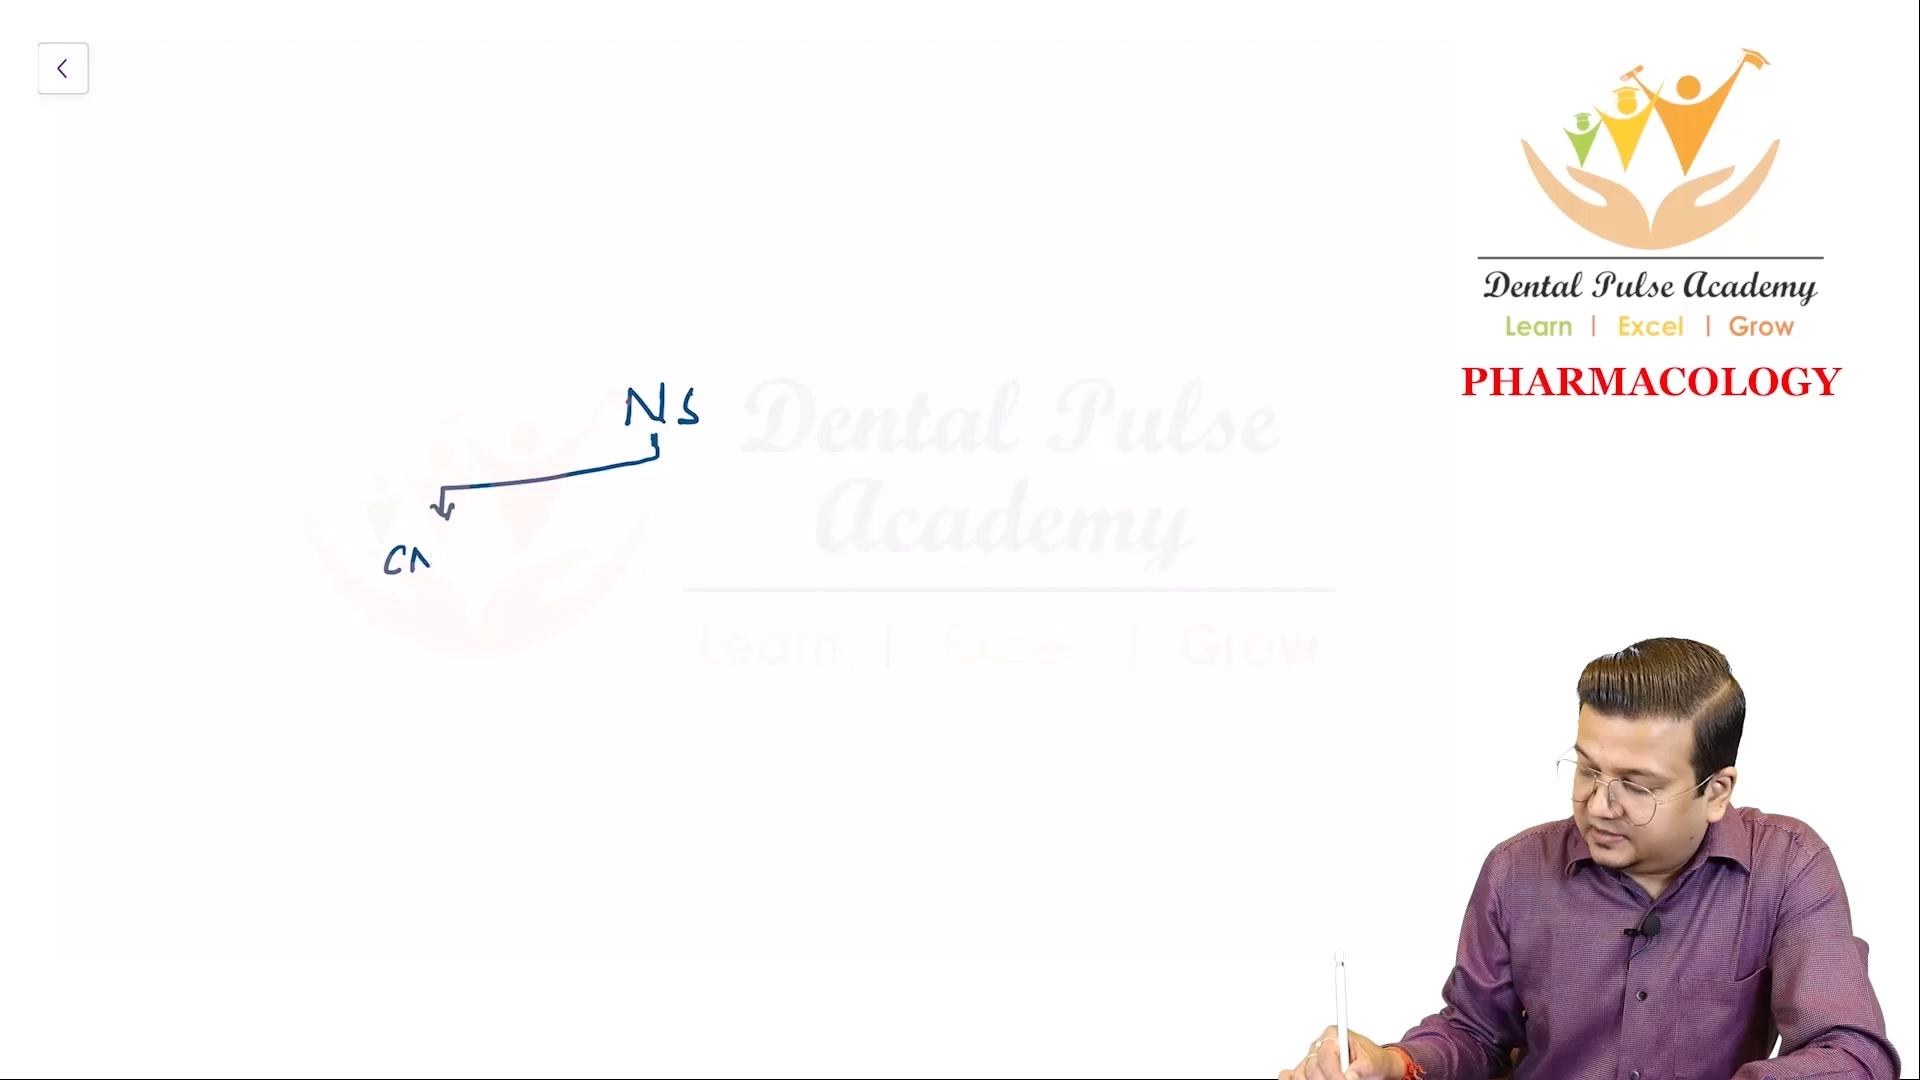 Dental Pulse Academy
Learn | Excel | Grow
PHARMACOLOGY
NS
CN
Dental Pulse
Academy
Learn | Excel | Grow